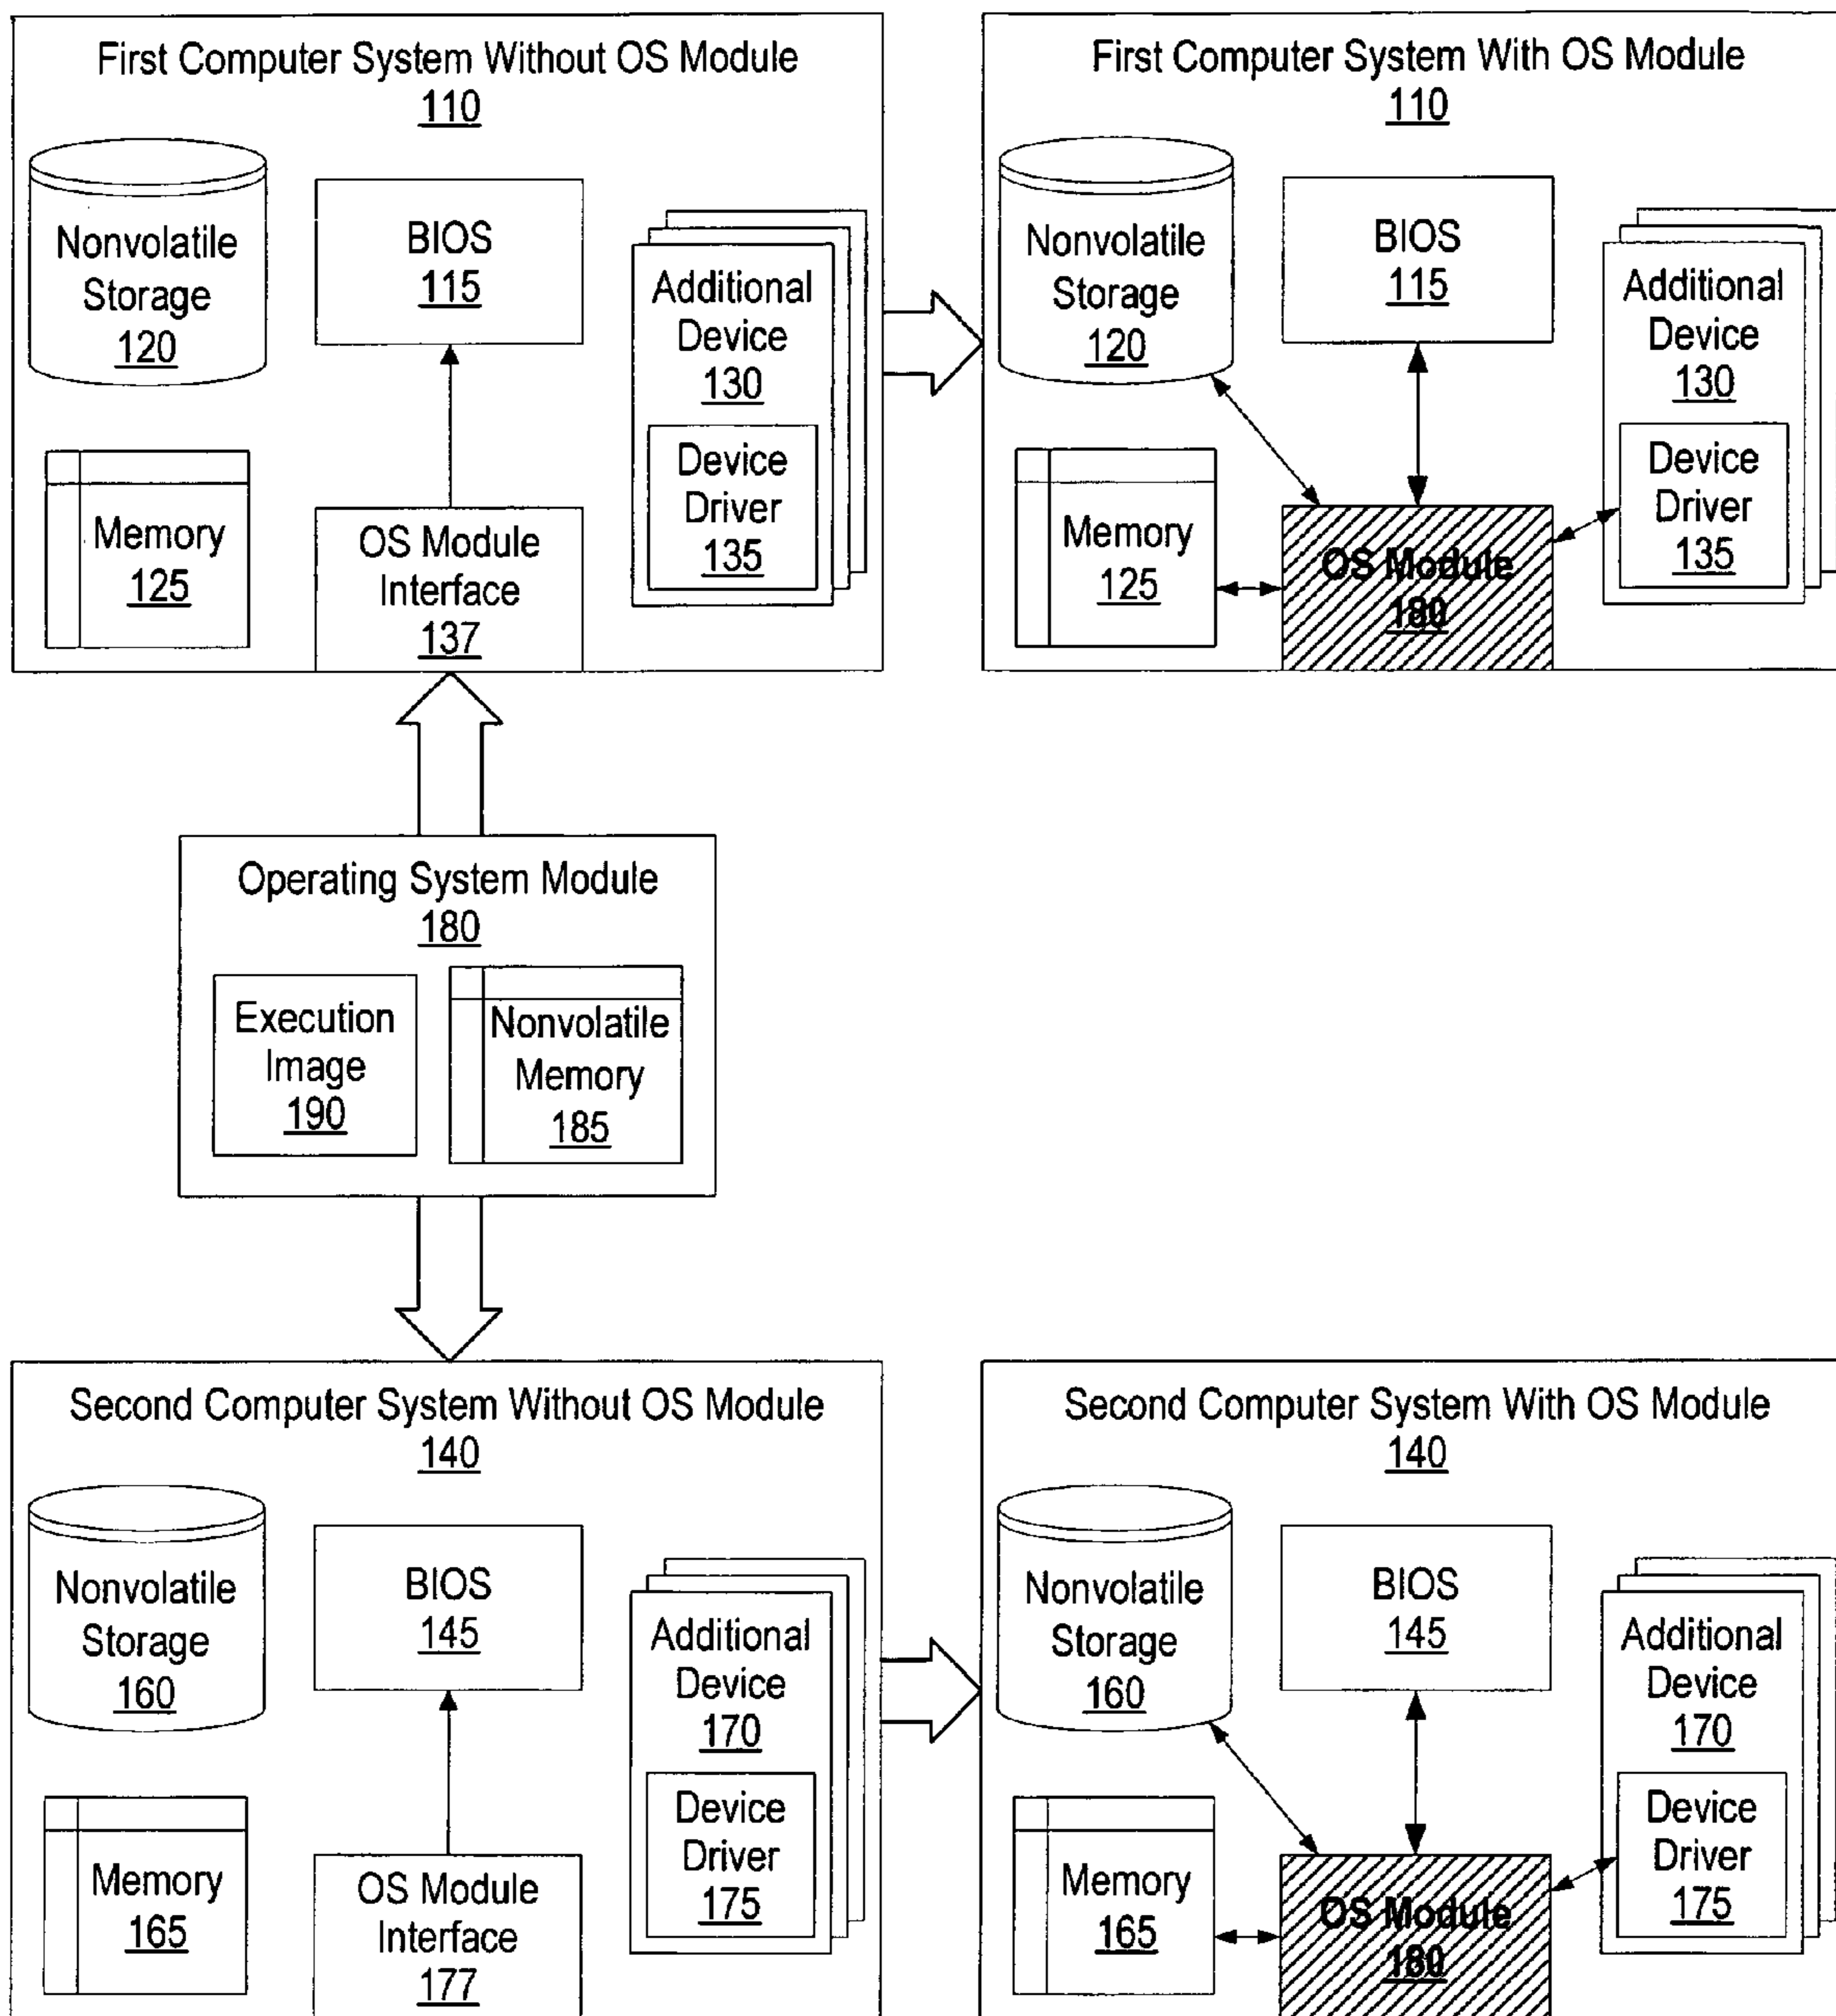 First Computer System Without OS Module
110
Nonvolatile
Storage
120
BIOS
115
Additional
Device
130
Device
Driver
135
Memory
125
OS Module
Interface
137
First Computer System With OS Module
110
Nonvolatile
Storage
120
BIOS
115
Additional
Device
130
Device
Driver
135
Memory
125
OS Module
180
Operating System Module
180
Execution
Image
190
Nonvolatile
Memory
185
Second Computer System Without OS Module
140
Nonvolatile
Storage
160
BIOS
145
Additional
Device
170
Device
Driver
175
Memory
165
OS Module
Interface
177
Second Computer System With OS Module
140
Nonvolatile
Storage
160
BIOS
145
Additional
Device
170
Device
Driver
175
Memory
165
OS Module
180